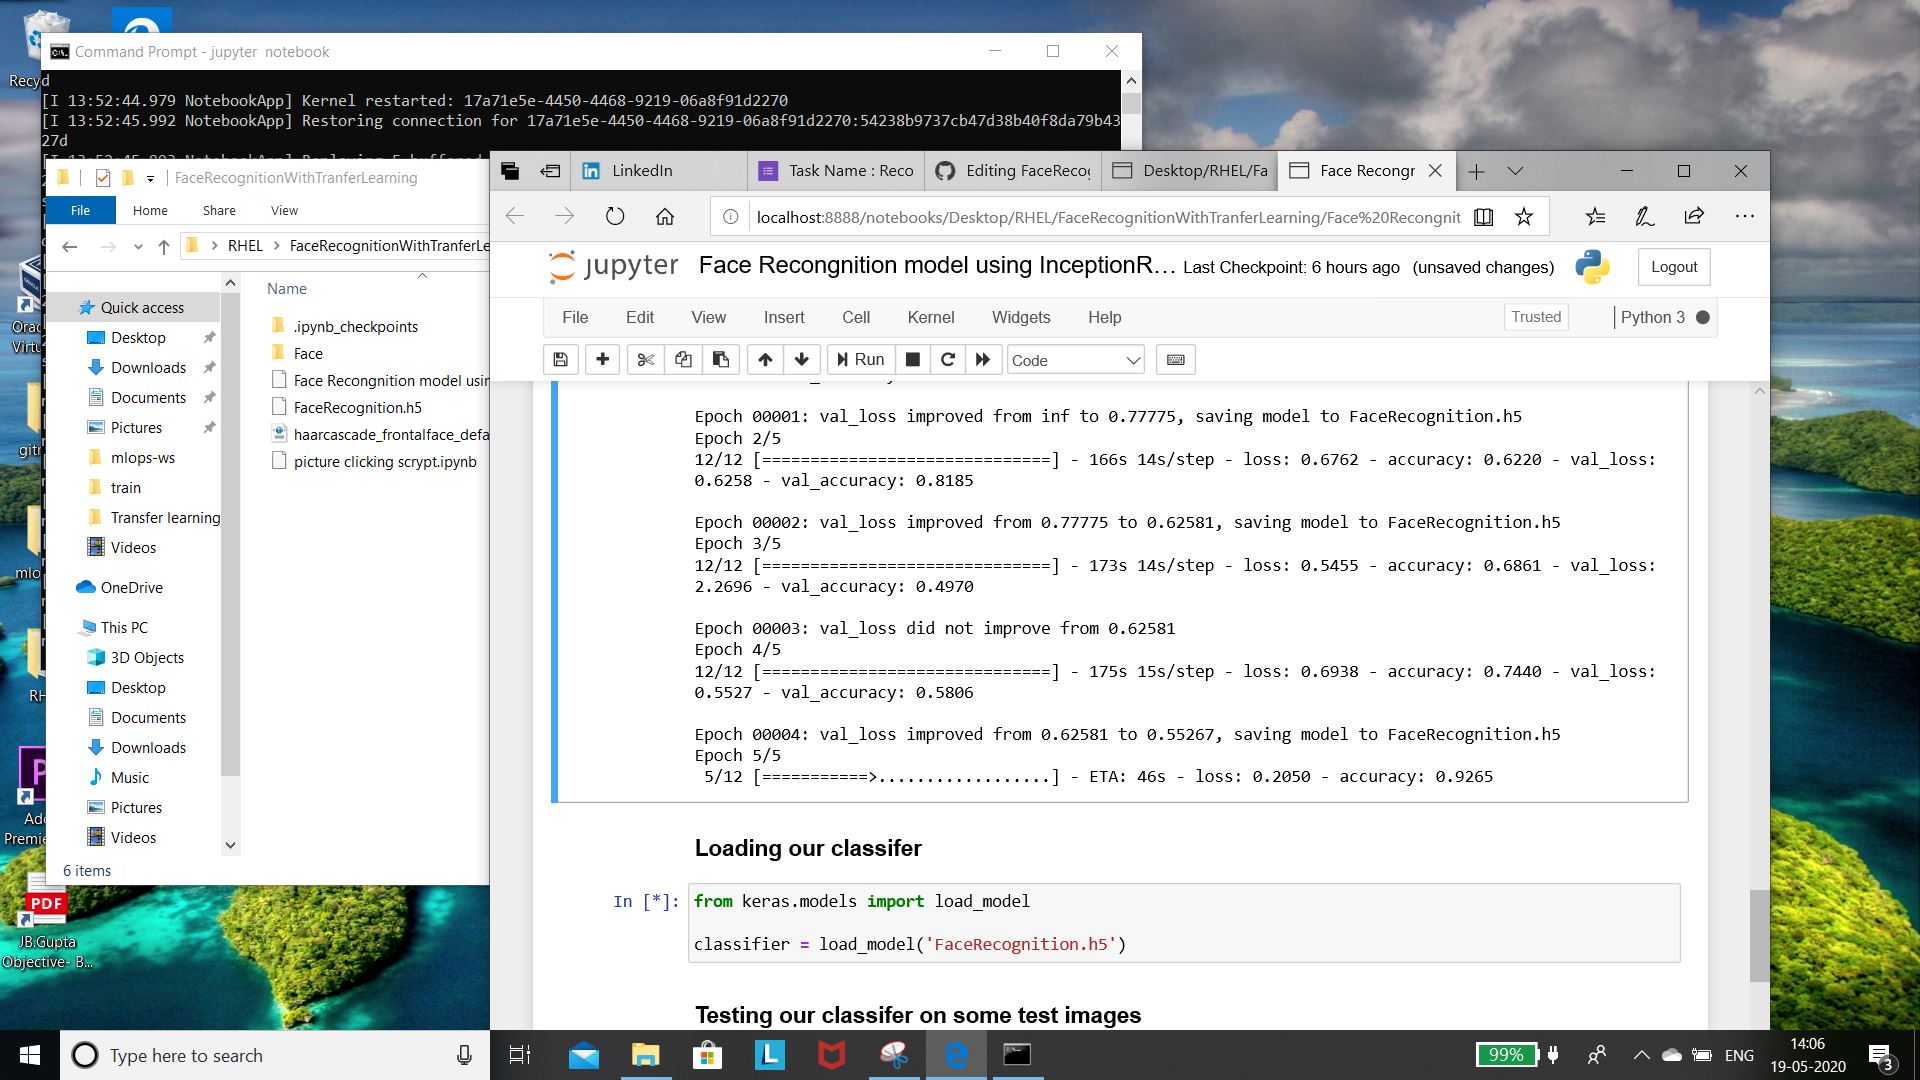 Recyc
Command Prompt - jupyter  notebook
d
[I 13:52:44.979 NotebookApp] Kernel restarted: 17a71e5e-4450-4468-9219-06a8f91d2270
[I 13:52:45.992 NotebookApp] Restoring connection for 17a71e5e-4450-4468-9219-06a8f91d2270:54238b9737cb47d38b40f8da79b43
27d
FaceRecognitionWithTranferLearning
File Home Share View
RHEL > FaceRecognitionWithTranferLe
Name
Quick access
Desktop
Downloads
Documents
Pictures
mlops-ws
train
Transfer learning
Videos
OneDrive
This PC
3D Objects
Desktop
Documents
Downloads
Music
Pictures
Videos
.ipynb_checkpoints
Face
Face Recongnition model usin
FaceRecognition.h5
haarcascade_frontalface_defa
picture clicking scrypt.ipynb
6 items
Orac
Virtu
gitr
mlo
RH
Ado
Premie
PDF
JB.Gupta
Objective- B...
LinkedIn
Task Name : Reco
Editing FaceRecog
Desktop/RHEL/Fa
Face Recongr
localhost:8888/notebooks/Desktop/RHEL/FaceRecognitionWithTranferLearning/Face%20Recongnit
jupyter Face Recongnition model using InceptionR... Last Checkpoint: 6 hours ago (unsaved changes) Logout
File Edit View Insert Cell Kernel Widgets Help Trusted Python 3
Run Code
Epoch 00001: val_loss improved from inf to 0.77775, saving model to FaceRecognition.h5
Epoch 2/5
12/12 [==============================] - 166s 14s/step - loss: 0.6762 - accuracy: 0.6220 - val_loss:
0.6258 - val_accuracy: 0.8185
Epoch 00002: val_loss improved from 0.77775 to 0.62581, saving model to FaceRecognition.h5
Epoch 3/5
12/12 [==============================] - 173s 14s/step - loss: 0.5455 - accuracy: 0.6861 - val_loss:
2.2696 - val_accuracy: 0.4970
Epoch 00003: val_loss did not improve from 0.62581
Epoch 4/5
12/12 [==============================] - 175s 15s/step - loss: 0.6938 - accuracy: 0.7440 - val_loss:
0.5527 - val_accuracy: 0.5806
Epoch 00004: val_loss improved from 0.62581 to 0.55267, saving model to FaceRecognition.h5
Epoch 5/5
5/12 [===========>..................] - ETA: 46s - loss: 0.2050 - accuracy: 0.9265
Loading our classifer
In [*]: from keras.models import load_model
classifier = load_model('FaceRecognition.h5')
Testing our classifer on some test images
Type here to search
L
99%
ENG
14:06
19-05-2020
3